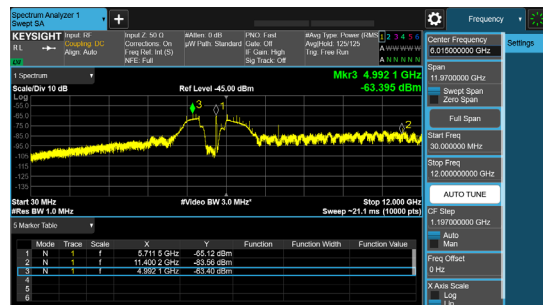 Spectrum Analyzer 1
Swept SA
+
Frequency
KEYSIGHT
RL
Input: RF
Coupling: DC
Align: Auto
Input Z: 50 Ω
Corrections: On
Freq Ref: Int (S)
NFE: Full
#Atten: 0 dB
µW Path: Standard
PNO: Fast
Gate: Off
IF Gain: High
Sig Track: Off
#Avg Type: Power (RMS
Avg|Hold: 125/125
Trig: Free Run
1 2 3 4 5 6
A W W W W W
A N N N N N
1 Spectrum
Scale/Div 10 dB
Ref Level -45.00 dBm
Mkr3 4.992 1 GHz
-63.395 dBm
Log
-55.0
-65.0
-75.0
-85.0
-95.0
-105
-115
-125
-135
3
1
2
Start 30 MHz
#Res BW 1.0 MHz
#Video BW 3.0 MHz*
Stop 12.000 GHz
Sweep ~21.1 ms (10000 pts)
5 Marker Table
Mode Trace Scale X Y Function Function Width Function Value
1 N 1 f 5.711 5 GHz -65.12 dBm
2 N 1 f 11.400 2 GHz -83.56 dBm
3 N 1 f 4.992 1 GHz -63.40 dBm
4
5
6
Center Frequency
6.015000000 GHz
Settings
Span
11.9700000 GHz
Swept Span
Zero Span
Full Span
Start Freq
30.000000 MHz
Stop Freq
12.000000000 GHz
AUTO TUNE
CF Step
1.197000000 GHz
Auto
Man
Freq Offset
0 Hz
X Axis Scale
Log
Lin